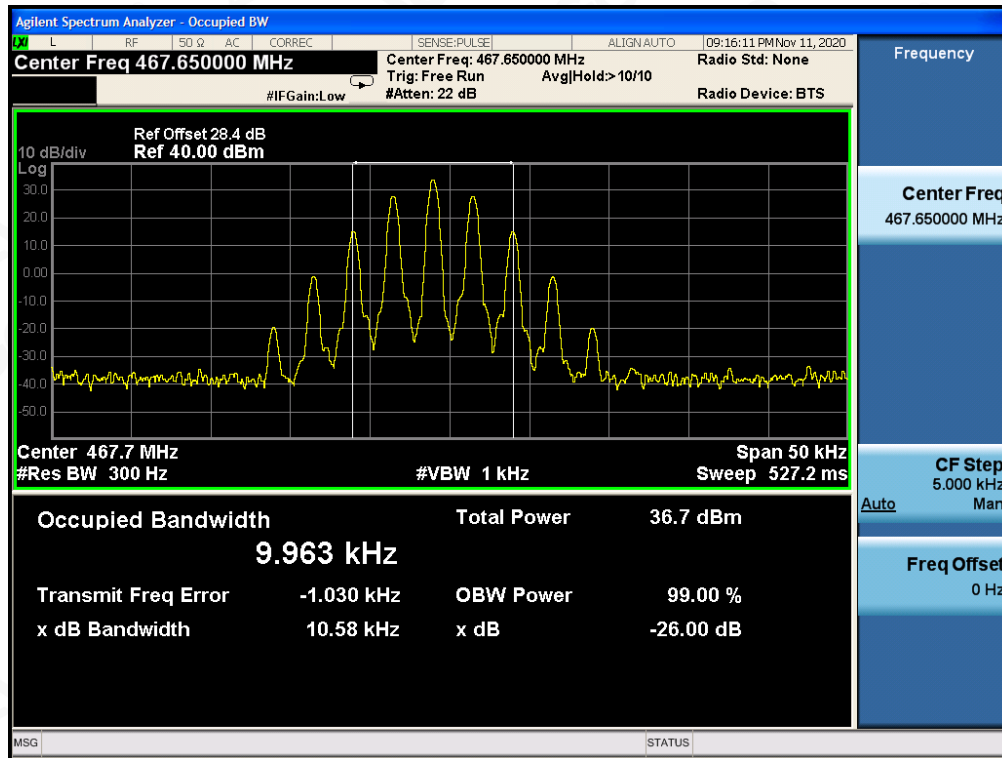 Agilent Spectrum Analyzer - Occupied BW
LXI L RF 50 Ω AC CORREC SENSE:PULSE ALIGN AUTO 09:16:11 PM Nov 11, 2020
Center Freq 467.650000 MHz
Center Freq: 467.650000 MHz
Radio Std: None
Trig: Free Run Avg|Hold:>10/10
#IFGain:Low
#Atten: 22 dB
Radio Device: BTS
Ref Offset 28.4 dB
10 dB/div Ref 40.00 dBm
Log
30.0
20.0
10.0
0.00
-10.0
-20.0
-30.0
-40.0
-50.0
Center 467.7 MHz Span 50 kHz
#Res BW 300 Hz #VBW 1 kHz Sweep 527.2 ms
Occupied Bandwidth Total Power 36.7 dBm
9.963 kHz
Transmit Freq Error -1.030 kHz OBW Power 99.00 %
x dB Bandwidth 10.58 kHz x dB -26.00 dB
MSG STATUS
Frequency
Center Freq
467.650000 MHz
CF Step
5.000 kHz
Auto Man
Freq Offset
0 Hz